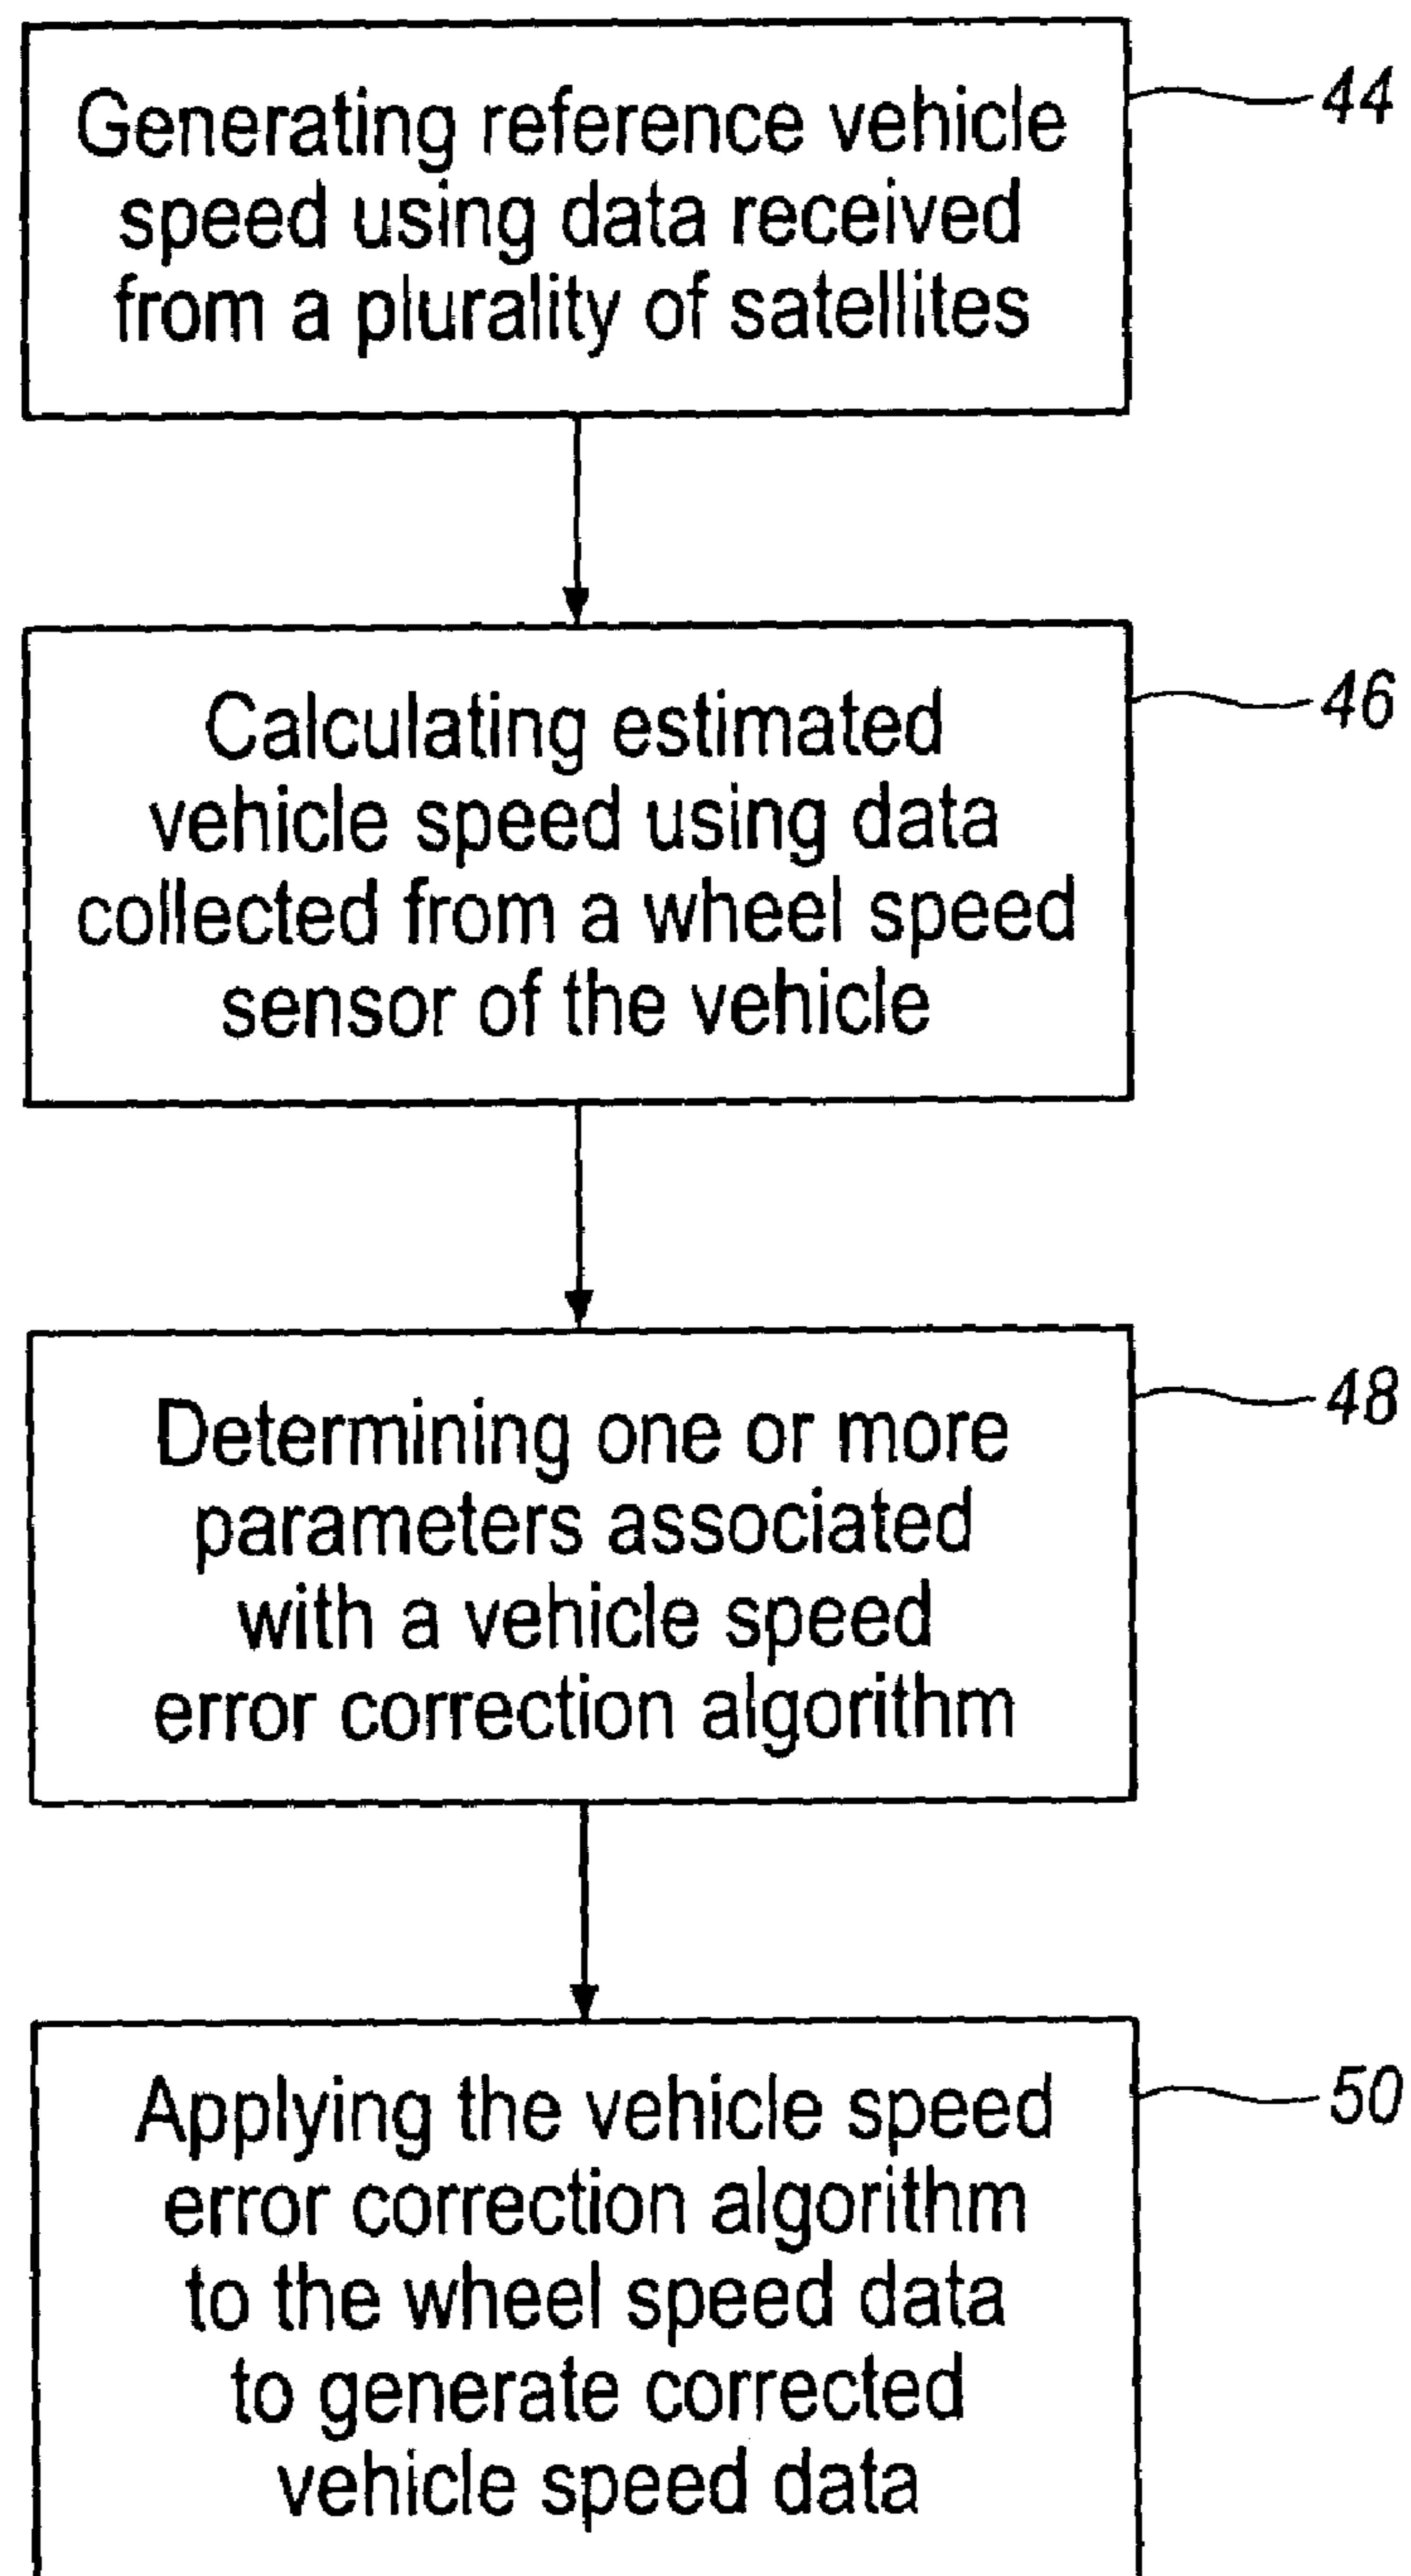 Generating reference vehicle
speed using data received
from a plurality of satellites
44
Calculating estimated
vehicle speed using data
collected from a wheel speed
sensor of the vehicle
46
Determining one or more
parameters associated
with a vehicle speed
error correction algorithm
48
Applying the vehicle speed
error correction algorithm
to the wheel speed data
to generate corrected
vehicle speed data
50